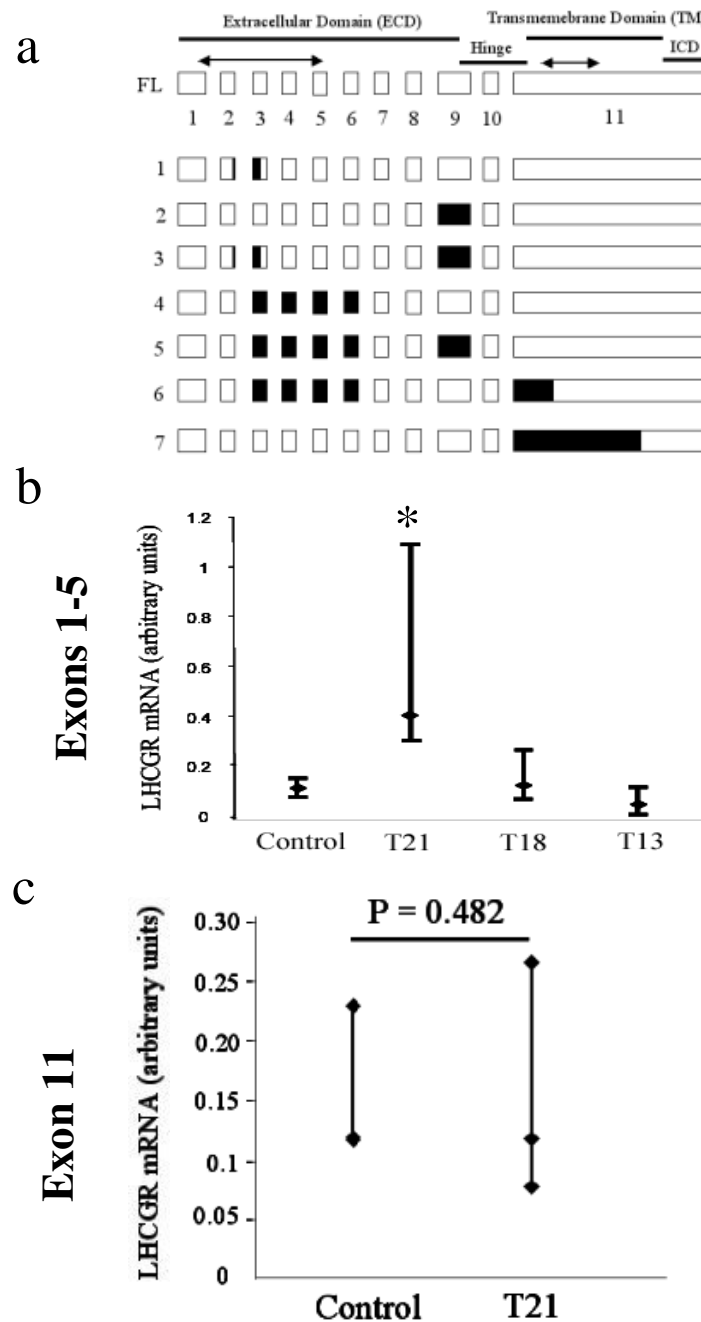 a
Extracellular Domain (ECD)
Transmemebrane Domain (TM
Hinge
ICD
FL
1 2 3 4 5 6 7 8 9 10 11
1
2
3
4
5
6
7
b
Exons 1-5
LHCGR mRNA (arbitrary units)
1.2
1
0.8
0.6
0.4
0.2
0
*
Control T21 T18 T13
c
Exon 11
LHCGR mRNA (arbitrary units)
P = 0.482
0.30
0.25
0.20
0.15
0.1
0.05
0
Control T21